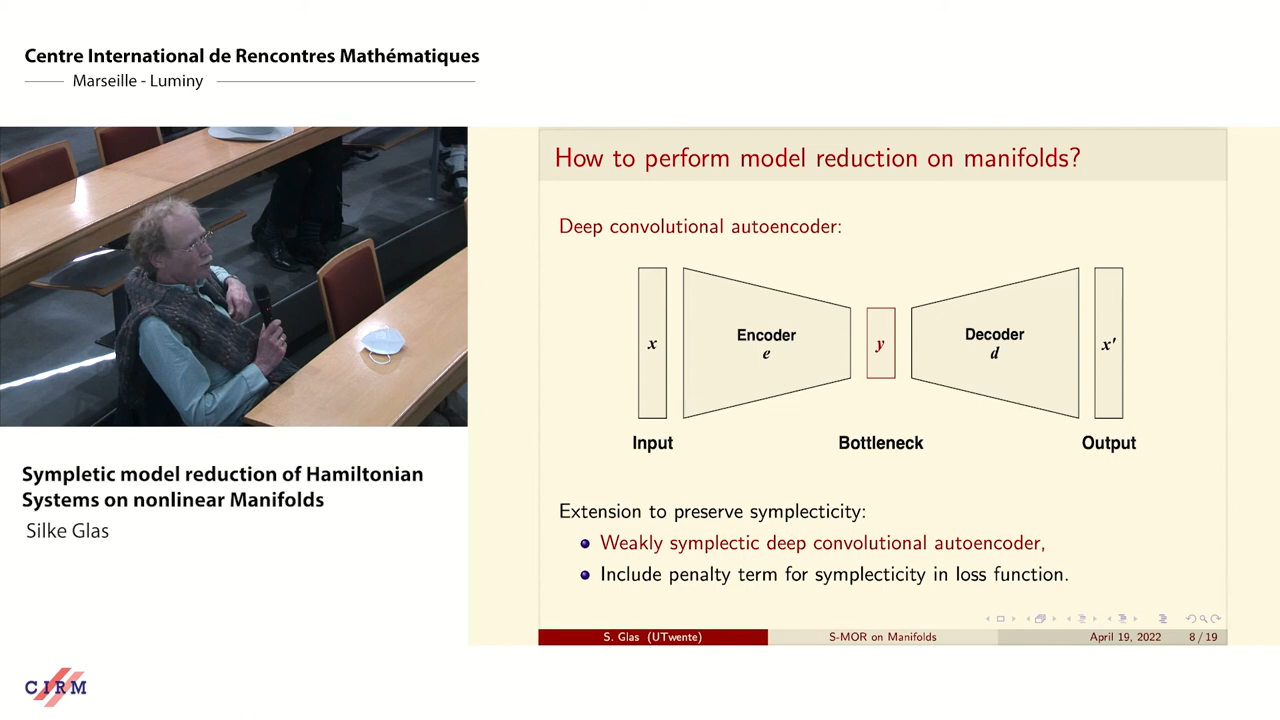 Centre International de Rencontres Mathématiques
Marseille - Luminy
Sympletic model reduction of Hamiltonian
Systems on nonlinear Manifolds
Silke Glas
CIRM
How to perform model reduction on manifolds?
Deep convolutional autoencoder:
x
Encoder
e
y
Decoder
d
x′
Input
Bottleneck
Output
Extension to preserve symplecticity:
Weakly symplectic deep convolutional autoencoder,
Include penalty term for symplecticity in loss function.
S. Glas (UTwente)
S-MOR on Manifolds
April 19, 2022
8 / 19